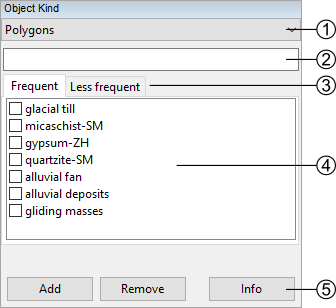 Object Kind
Polygons
1
2
Frequent Less frequent
3
glacial till
micaschist-SM
gypsum-ZH
quartzite-SM
4
alluvial fan
alluvial deposits
gliding masses
Add Remove Info
5